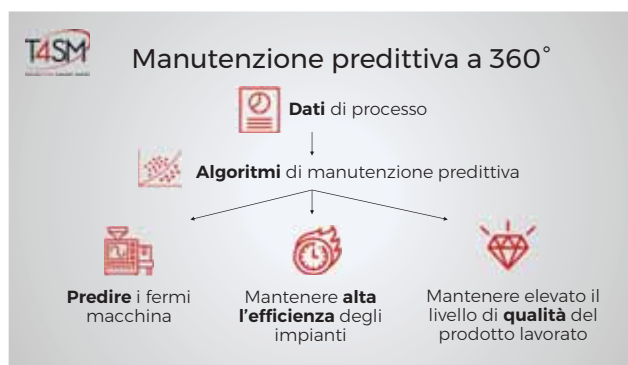 T4SM
Manutenzione predittiva a 360°
Dati di processo
Algoritmi di manutenzione predittiva
Predire i fermi
macchina
Mantenere alta
l'efficienza degli
impianti
Mantenere elevato il
livello di qualità del
prodotto lavorato